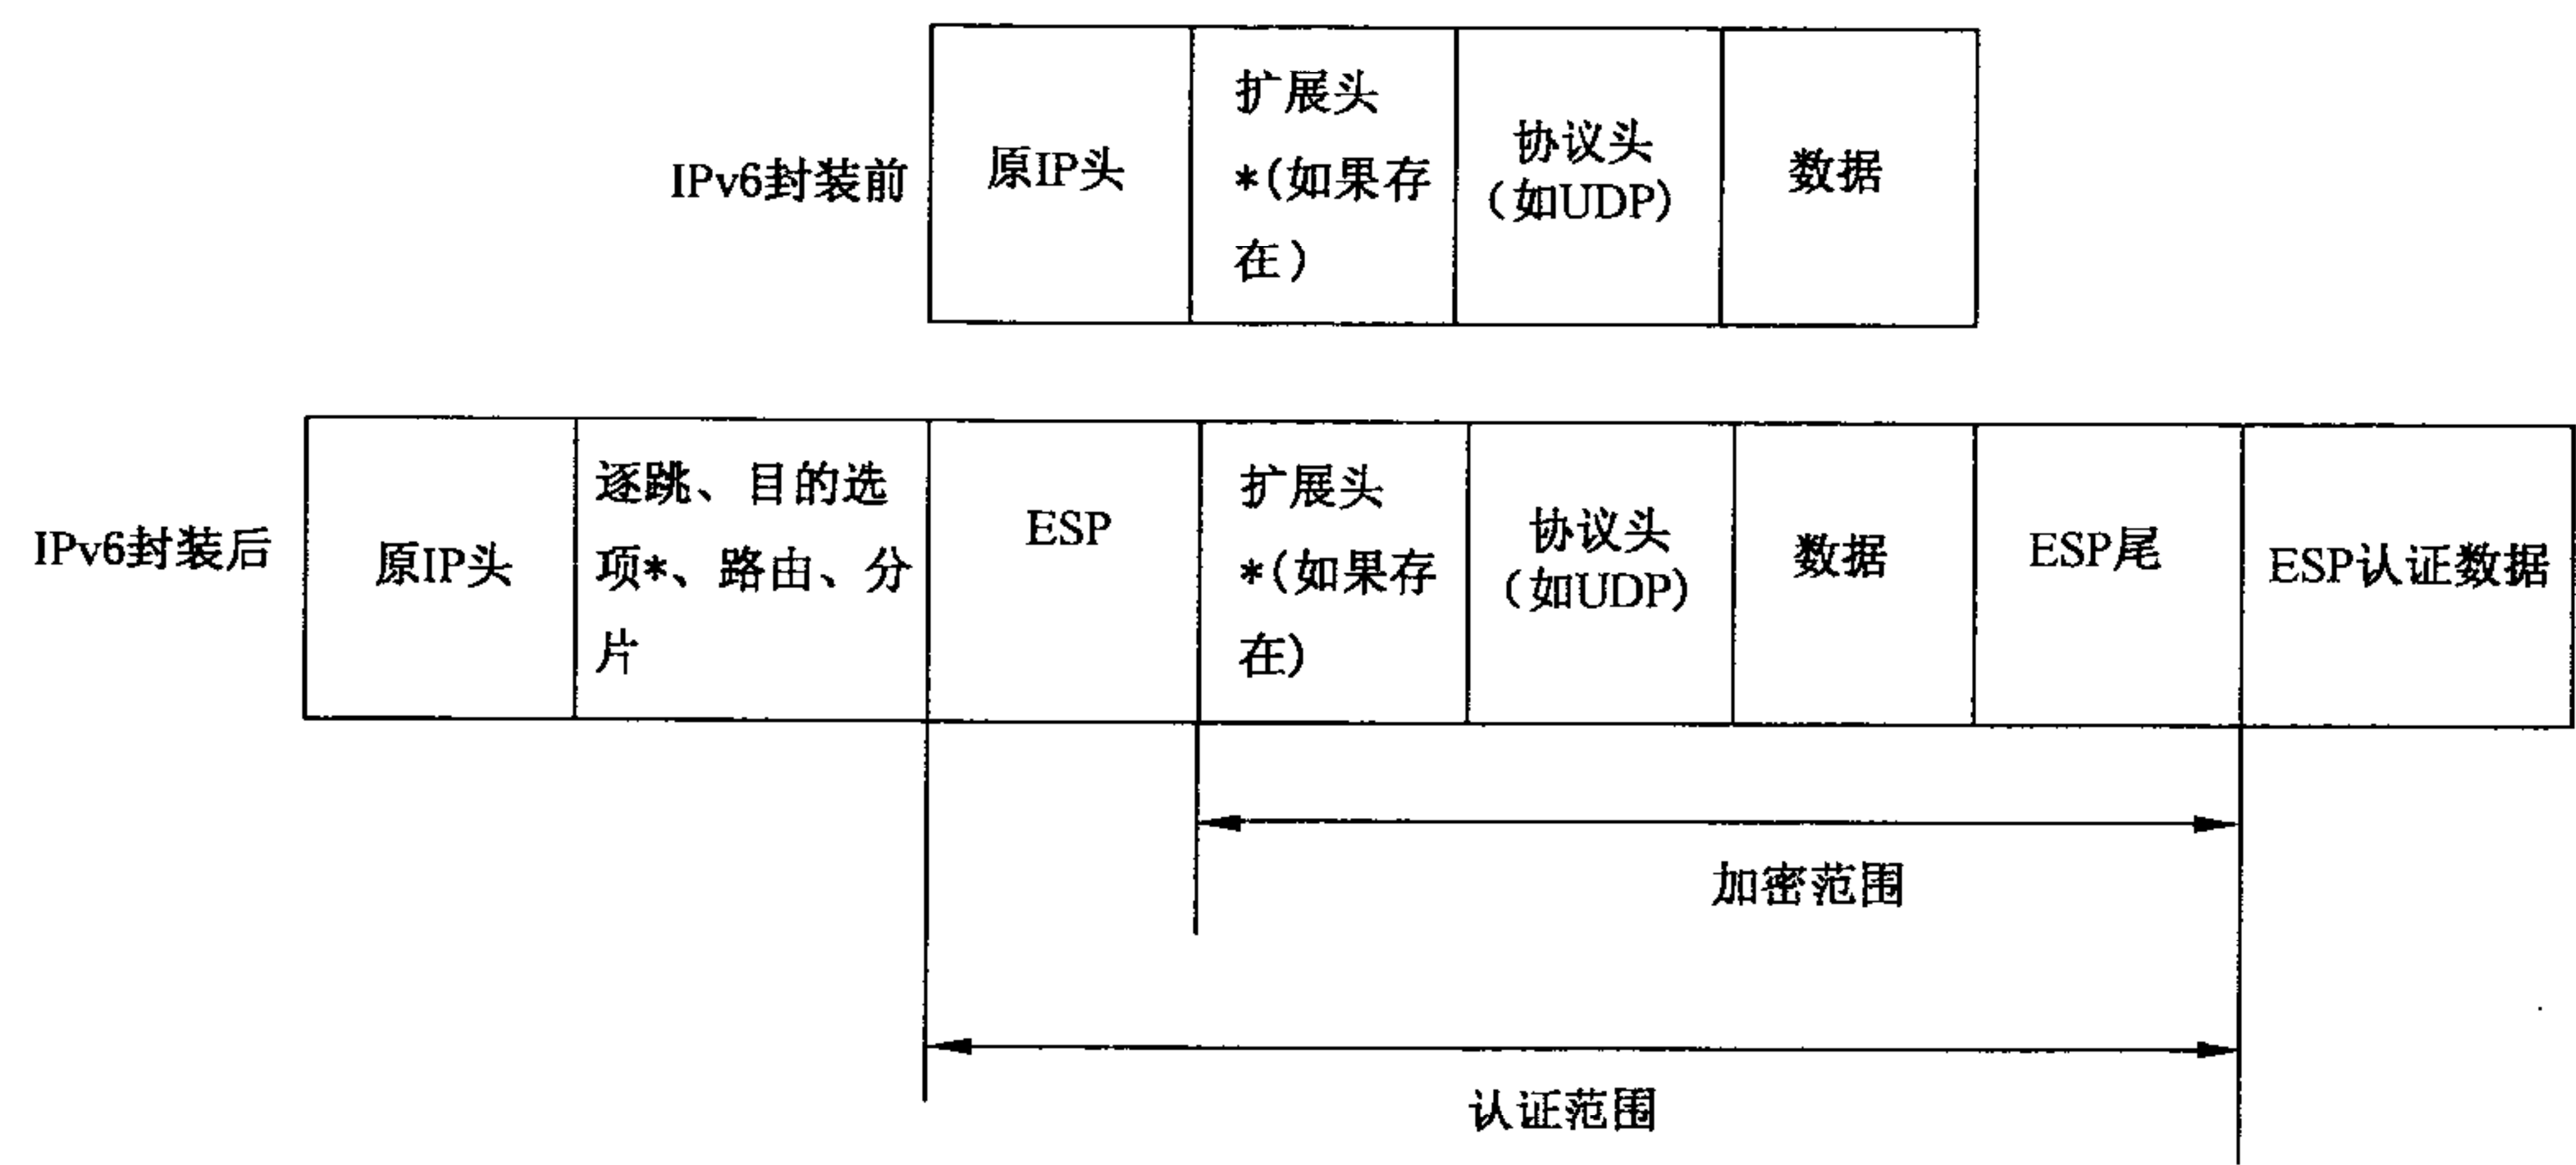 IPv6封装前
原IP头
扩展头
*(如果存
在)
协议头
(如UDP)
数据
IPv6封装后
原IP头
逐跳、目的选
项*、路由、分
片
ESP
扩展头
*(如果存
在)
协议头
(如UDP)
数据
ESP尾
ESP认证数据
加密范围
认证范围